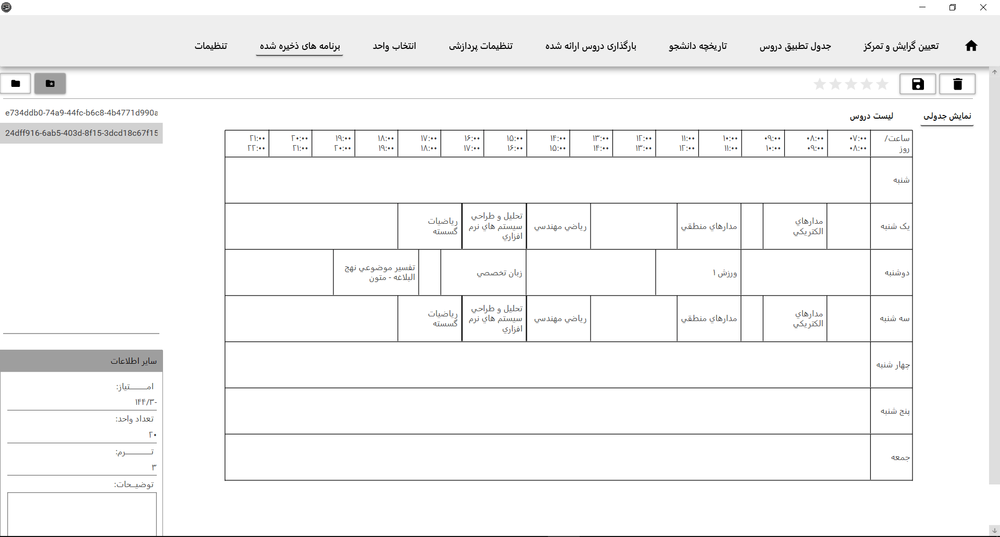 تعیین گرایش و تمرکز
جدول تطبیق دروس
تاریخچه دانشجو
بارگذاری دروس ارائه شده
تنظیمات پردازشی
انتخاب واحد
برنامه های ذخیره شده
تنظیمات
نمایش جدولی
لیست دروس
ساعت/
روز
۰۷:۰۰
۰۸:۰۰
۰۸:۰۰
۰۹:۰۰
۰۹:۰۰
۱۰:۰۰
۱۰:۰۰
۱۱:۰۰
۱۱:۰۰
۱۲:۰۰
۱۲:۰۰
۱۳:۰۰
۱۳:۰۰
۱۴:۰۰
۱۴:۰۰
۱۵:۰۰
۱۵:۰۰
۱۶:۰۰
۱۶:۰۰
۱۷:۰۰
۱۷:۰۰
۱۸:۰۰
۱۸:۰۰
۱۹:۰۰
۱۹:۰۰
۲۰:۰۰
۲۰:۰۰
۲۱:۰۰
۲۱:۰۰
۲۲:۰۰
شنبه
یک شنبه
مدارهاي
الکتريکي
مدارهاي منطقي
رياضي مهندسي
تحليل و طراحي
سيستم هاي نرم
افزاري
رياضيات
گسسته
دوشنبه
ورزش ۱
زبان تخصصي
تفسير موضوعي نهج
البلاغه - متون
سه شنبه
مدارهاي
الکتريکي
مدارهاي منطقي
رياضي مهندسي
تحليل و طراحي
سيستم هاي نرم
افزاري
رياضيات
گسسته
چهار شنبه
پنج شنبه
جمعه
e734ddb0-74a9-44fc-b6c8-4b4771d990a
24dff916-6ab5-403d-8f15-3dcd18c67f15
سایر اطلاعات
امـــــتیاز:
-۱۴۴/۳
تعداد واحد:
۲۰
تـــــــــرم:
۳
توضیــحات: